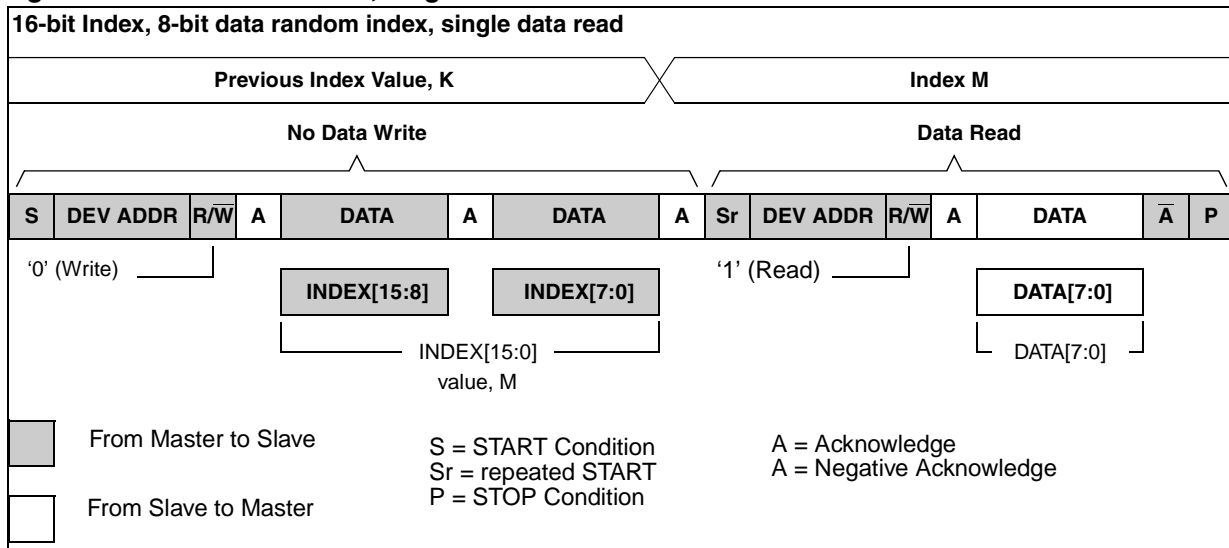 16-bit Index, 8-bit data random index, single data read
Previous Index Value, K Index M
No Data Write Data Read
S DEV ADDR R/W̅ A DATA A DATA A Sr DEV ADDR R/W̅ A DATA A̅ P
‘0’ (Write) ‘1’ (Read)
INDEX[15:8] INDEX[7:0] DATA[7:0]
INDEX[15:0] DATA[7:0]
value, M
From Master to Slave
From Slave to Master
S = START Condition
Sr = repeated START
P = STOP Condition
A = Acknowledge
A = Negative Acknowledge